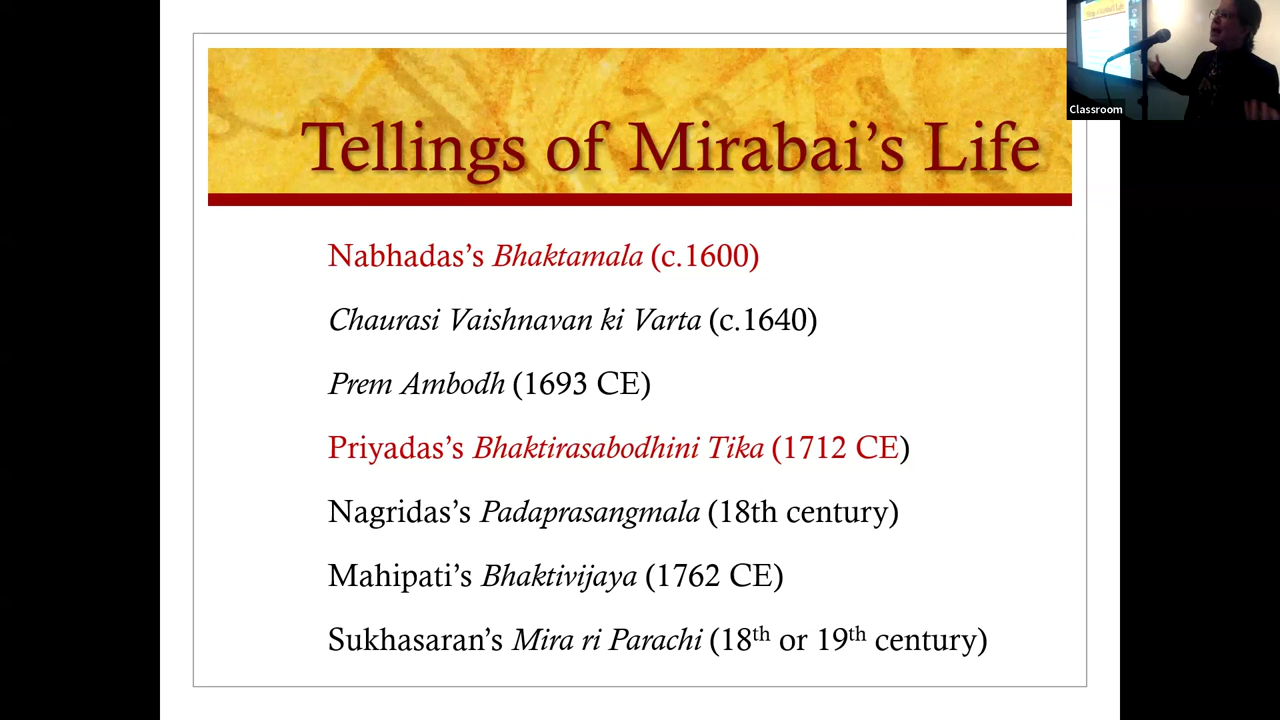 Tellings of Mirabai's Life
Nabhadas's Bhaktamala (c.1600)
Chaurasi Vaishnavan ki Varta (c.1640)
Prem Ambodh (1693 CE)
Priyadas's Bhaktirasabodhini Tika (1712 CE)
Nagridas's Padaprasangmala (18th century)
Mahipati's Bhaktivijaya (1762 CE)
Sukhasaran's Mira ri Parachi (18th or 19th century)
Classroom